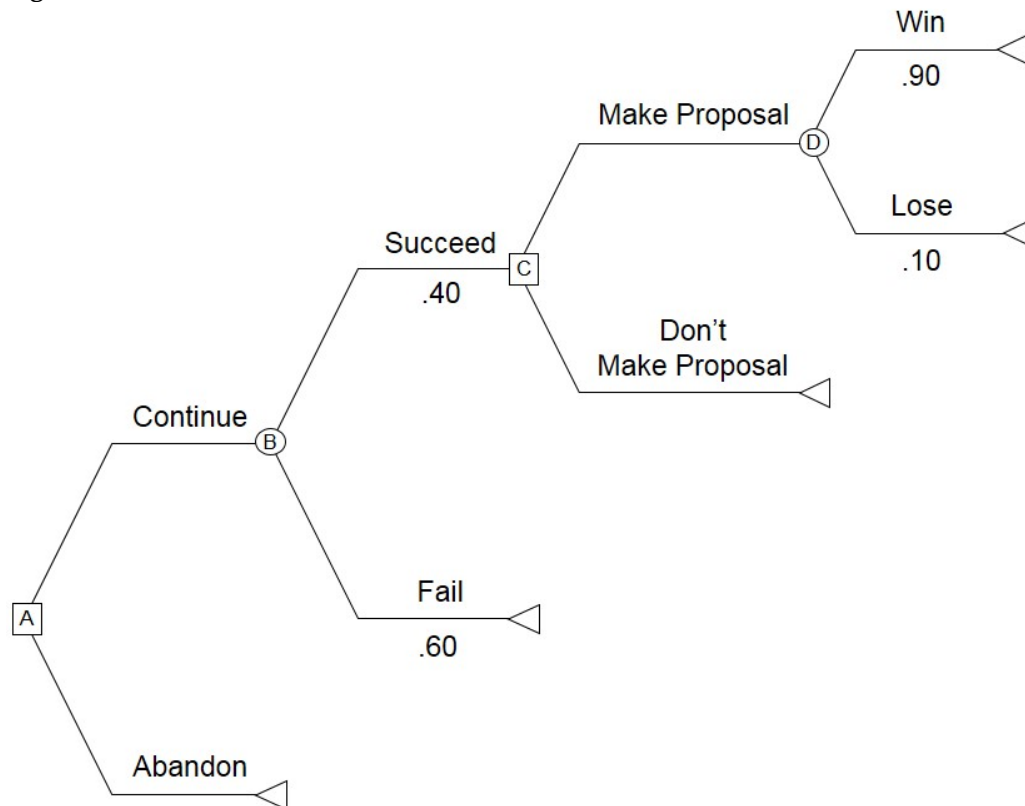 Win
.90
Make Proposal
D
Lose
.10
Succeed
C
.40
Don’t
Make Proposal
Continue
B
Fail
.60
A
Abandon